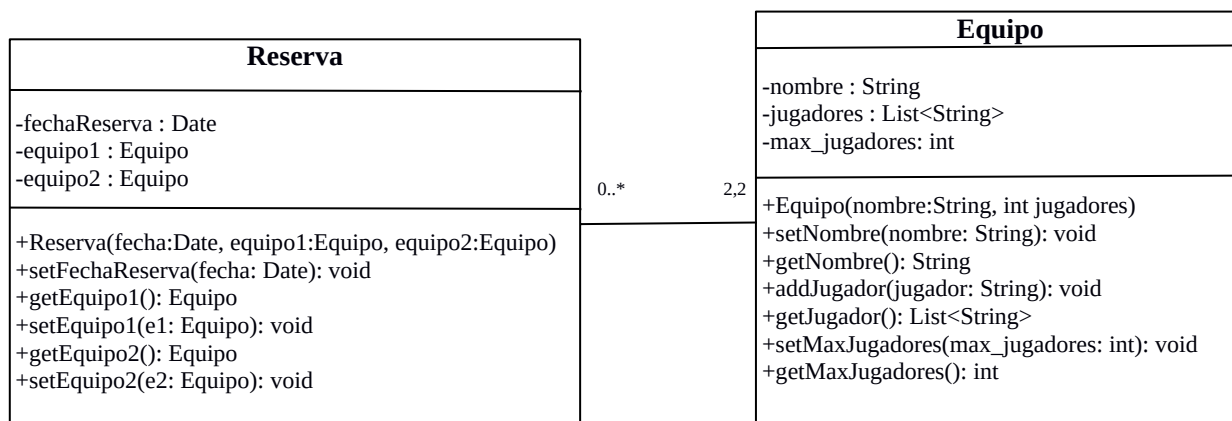 Reserva
-fechaReserva : Date
-equipo1 : Equipo
-equipo2 : Equipo
+Reserva(fecha:Date, equipo1:Equipo, equipo2:Equipo)
+setFechaReserva(fecha: Date): void
+getEquipo1(): Equipo
+setEquipo1(e1: Equipo): void
+getEquipo2(): Equipo
+setEquipo2(e2: Equipo): void
0..*
2,2
Equipo
-nombre : String
-jugadores : List<String>
-max_jugadores: int
+Equipo(nombre:String, int jugadores)
+setNombre(nombre: String): void
+getNombre(): String
+addJugador(jugador: String): void
+getJugador(): List<String>
+setMaxJugadores(max_jugadores: int): void
+getMaxJugadores(): int